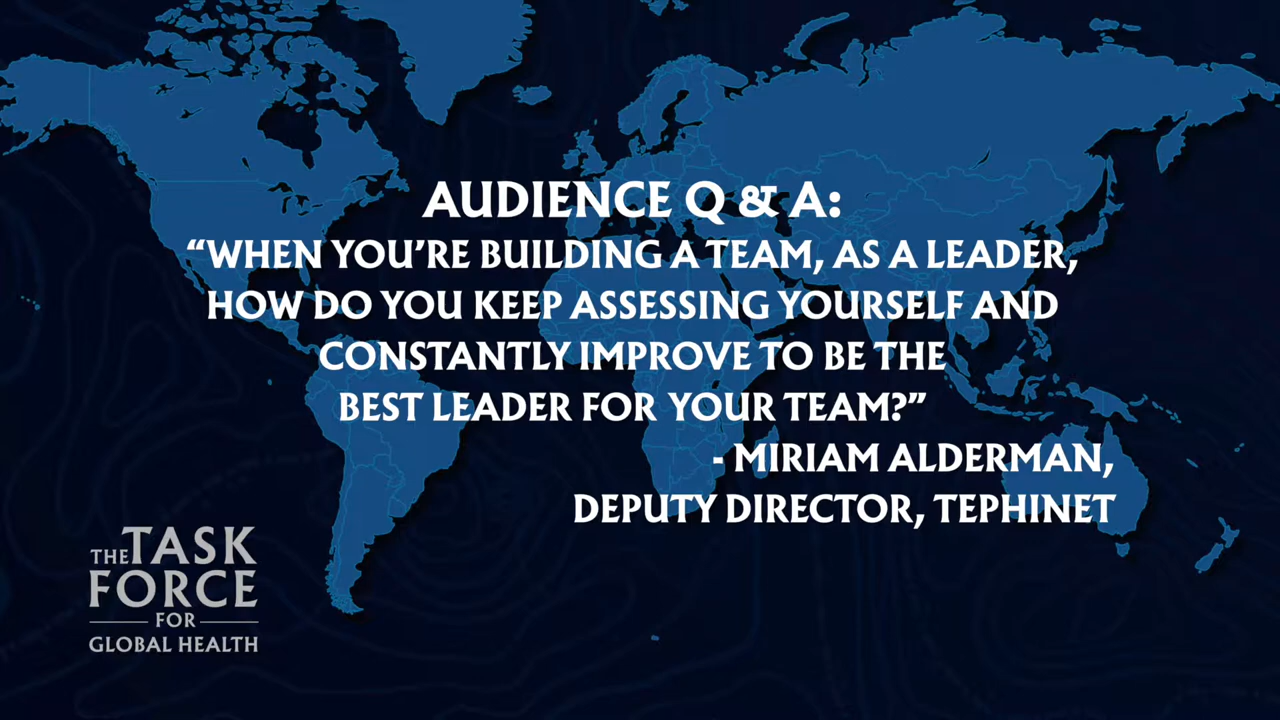 AUDIENCE Q & A:
“WHEN YOU’RE BUILDING A TEAM, AS A LEADER,
HOW DO YOU KEEP ASSESSING YOURSELF AND
CONSTANTLY IMPROVE TO BE THE
BEST LEADER FOR YOUR TEAM?”
- MIRIAM ALDERMAN,
DEPUTY DIRECTOR, TEPHINET
THE TASK
FORCE
FOR
GLOBAL HEALTH